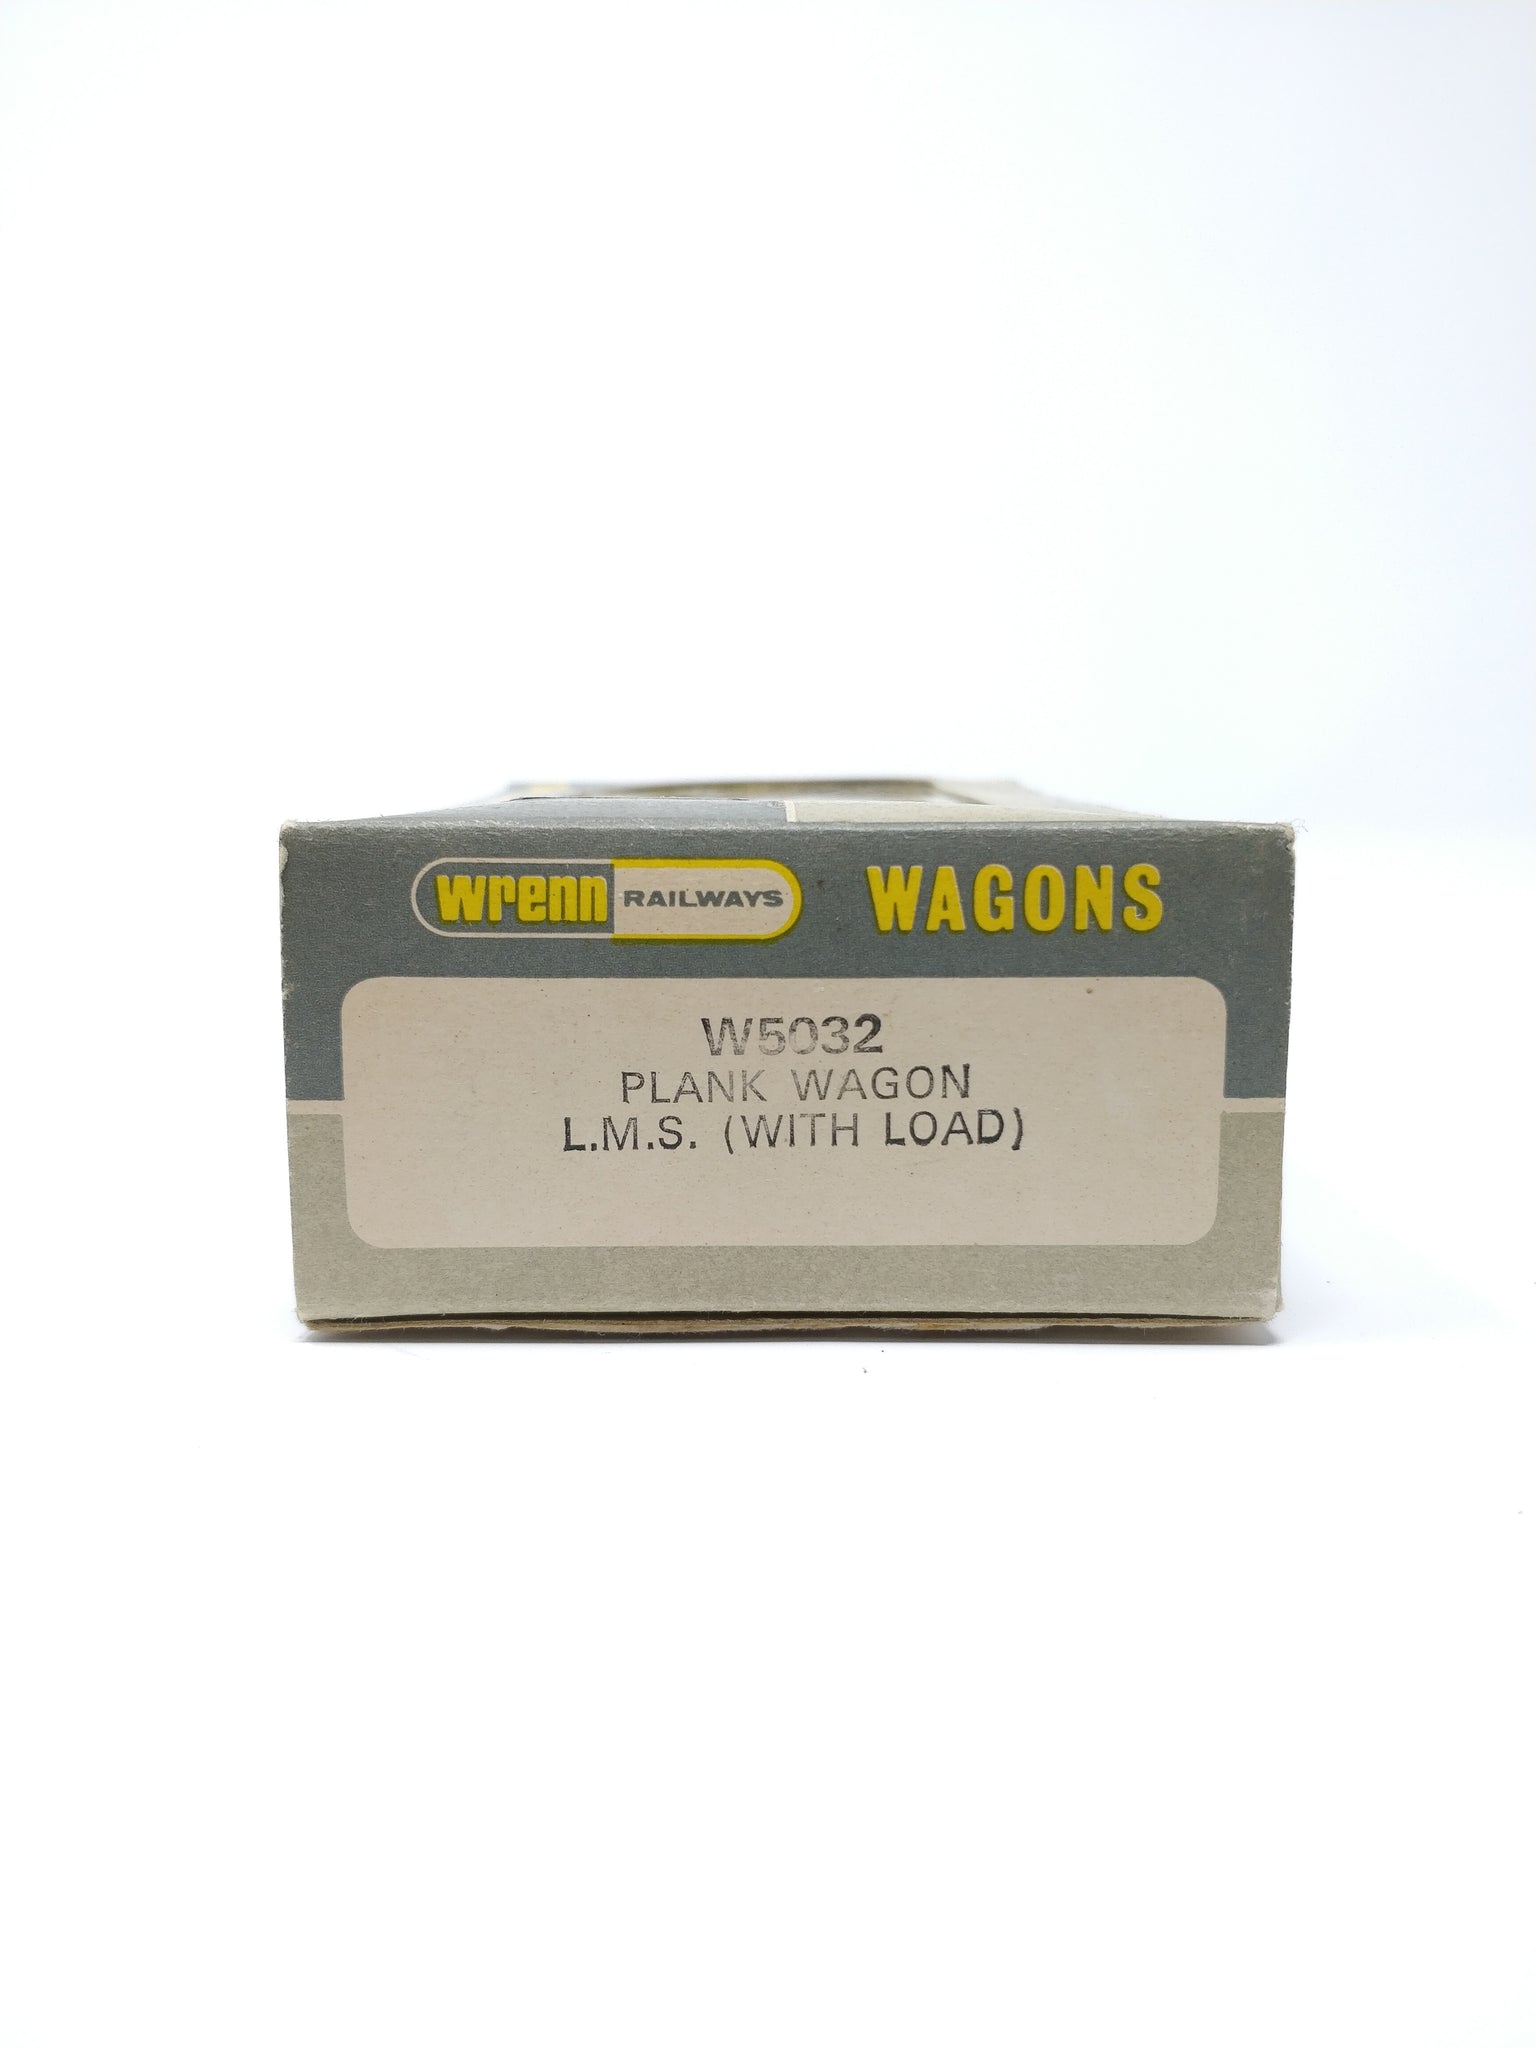 wrenn RAILWAYS WAGONS
W5032
PLANK WAGON
L.M.S. (WITH LOAD)